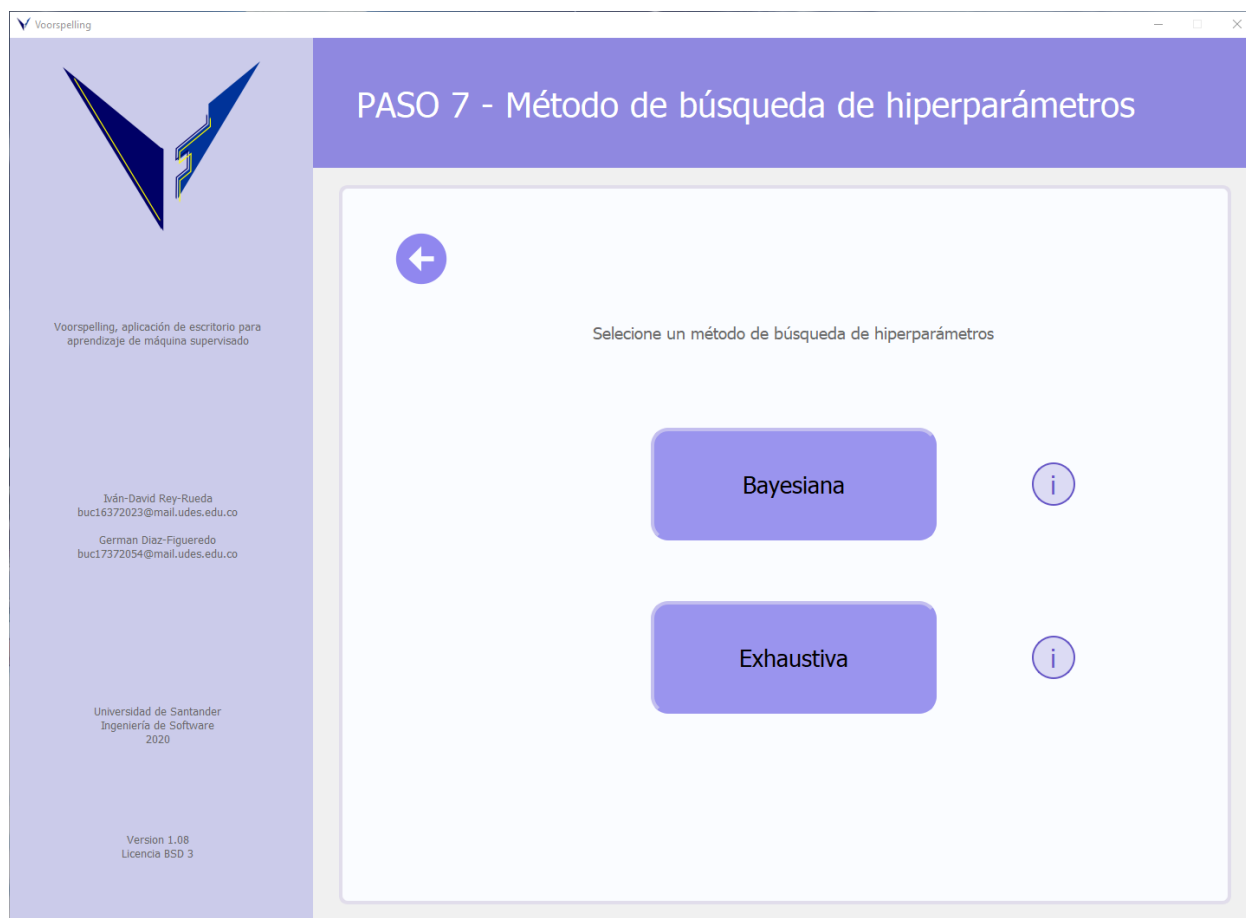 Voorspelling
PASO 7 - Método de búsqueda de hiperparámetros
Voorspelling, aplicación de escritorio para
aprendizaje de máquina supervisado
Iván-David Rey-Rueda
buc16372023@mail.udes.edu.co
German Diaz-Figueredo
buc17372054@mail.udes.edu.co
Universidad de Santander
Ingeniería de Software
2020
Version 1.08
Licencia BSD 3
Selecione un método de búsqueda de hiperparámetros
Bayesiana
i
Exhaustiva
i